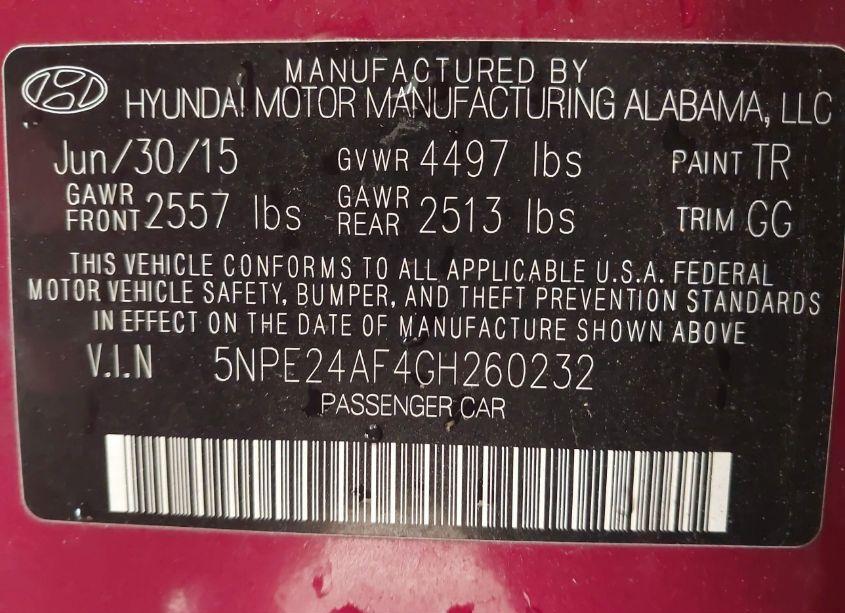 MANUFACTURED BY
HYUNDAI MOTOR MANUFACTURING ALABAMA, LLC
Jun/30/15 GVWR 4497 lbs PAINT TR
GAWR FRONT 2557 lbs GAWR REAR 2513 lbs TRIM GG
THIS VEHICLE CONFORMS TO ALL APPLICABLE U.S.A. FEDERAL
MOTOR VEHICLE SAFETY, BUMPER, AND THEFT PREVENTION STANDARDS
IN EFFECT ON THE DATE OF MANUFACTURE SHOWN ABOVE
V.I.N 5NPE24AF4GH260232
PASSENGER CAR